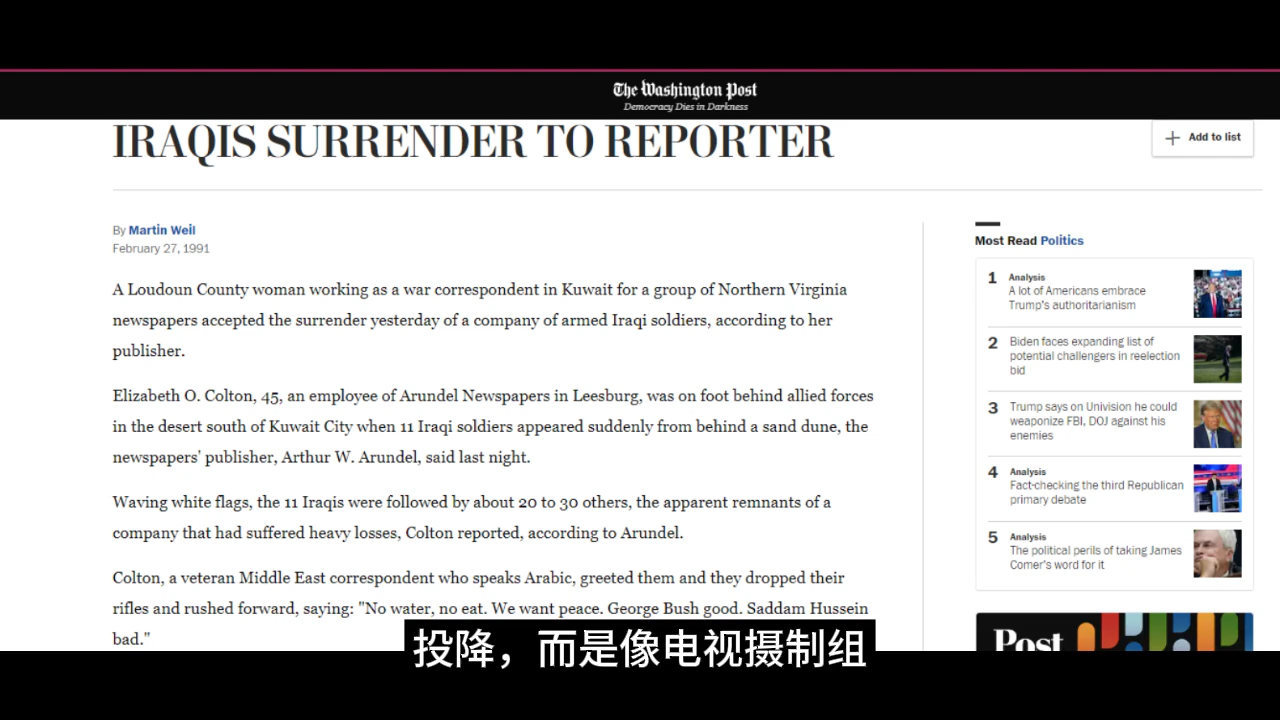 The Washington Post
Democracy Dies in Darkness
IRAQIS SURRENDER TO REPORTER
Add to list
By Martin Weil
February 27, 1991
A Loudoun County woman working as a war correspondent in Kuwait for a group of Northern Virginia
newspapers accepted the surrender yesterday of a company of armed Iraqi soldiers, according to her
publisher.
Elizabeth O. Colton, 45, an employee of Arundel Newspapers in Leesburg, was on foot behind allied forces
in the desert south of Kuwait City when 11 Iraqi soldiers appeared suddenly from behind a sand dune, the
newspapers' publisher, Arthur W. Arundel, said last night.
Waving white flags, the 11 Iraqis were followed by about 20 to 30 others, the apparent remnants of a
company that had suffered heavy losses, Colton reported, according to Arundel.
Colton, a veteran Middle East correspondent who speaks Arabic, greeted them and they dropped their
rifles and rushed forward, saying: "No water, no eat. We want peace. George Bush good. Saddam Hussein
bad."
Most Read Politics
1 Analysis
A lot of Americans embrace
Trump's authoritarianism
2 Biden faces expanding list of
potential challengers in reelection
bid
3 Trump says on Univision he could
weaponize FBI, DOJ against his
enemies
4 Analysis
Fact-checking the third Republican
primary debate
5 Analysis
The political perils of taking James
Comer's word for it
Post
投降，而是像电视摄制组